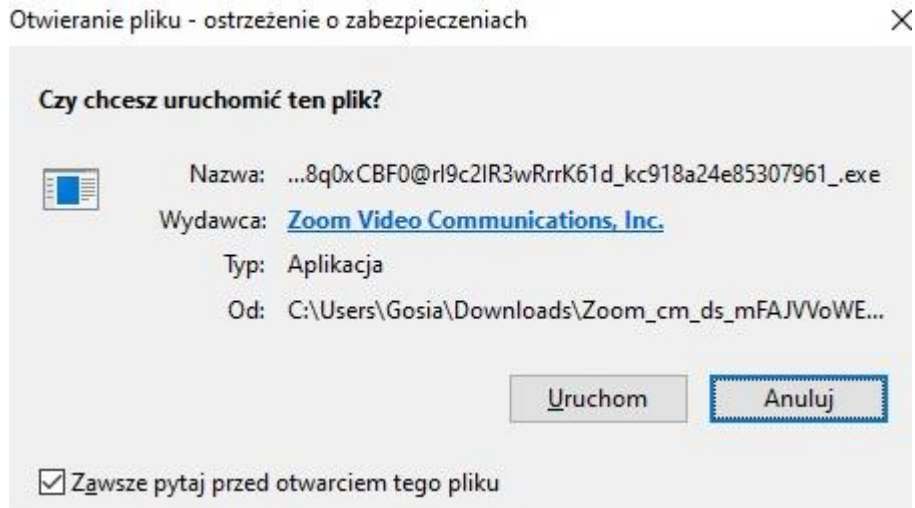 Otwieranie pliku - ostrzeżenie o zabezpieczeniach
Czy chcesz uruchomić ten plik?
Nazwa: ...8q0xCBF0@rI9c2IR3wRrrK61d_kc918a24e85307961_.exe
Wydawca: Zoom Video Communications, Inc.
Typ: Aplikacja
Od: C:\Users\Gosia\Downloads\Zoom_cm_ds_mFAJVVoWE...
Uruchom Anuluj
Zawsze pytaj przed otwarciem tego pliku